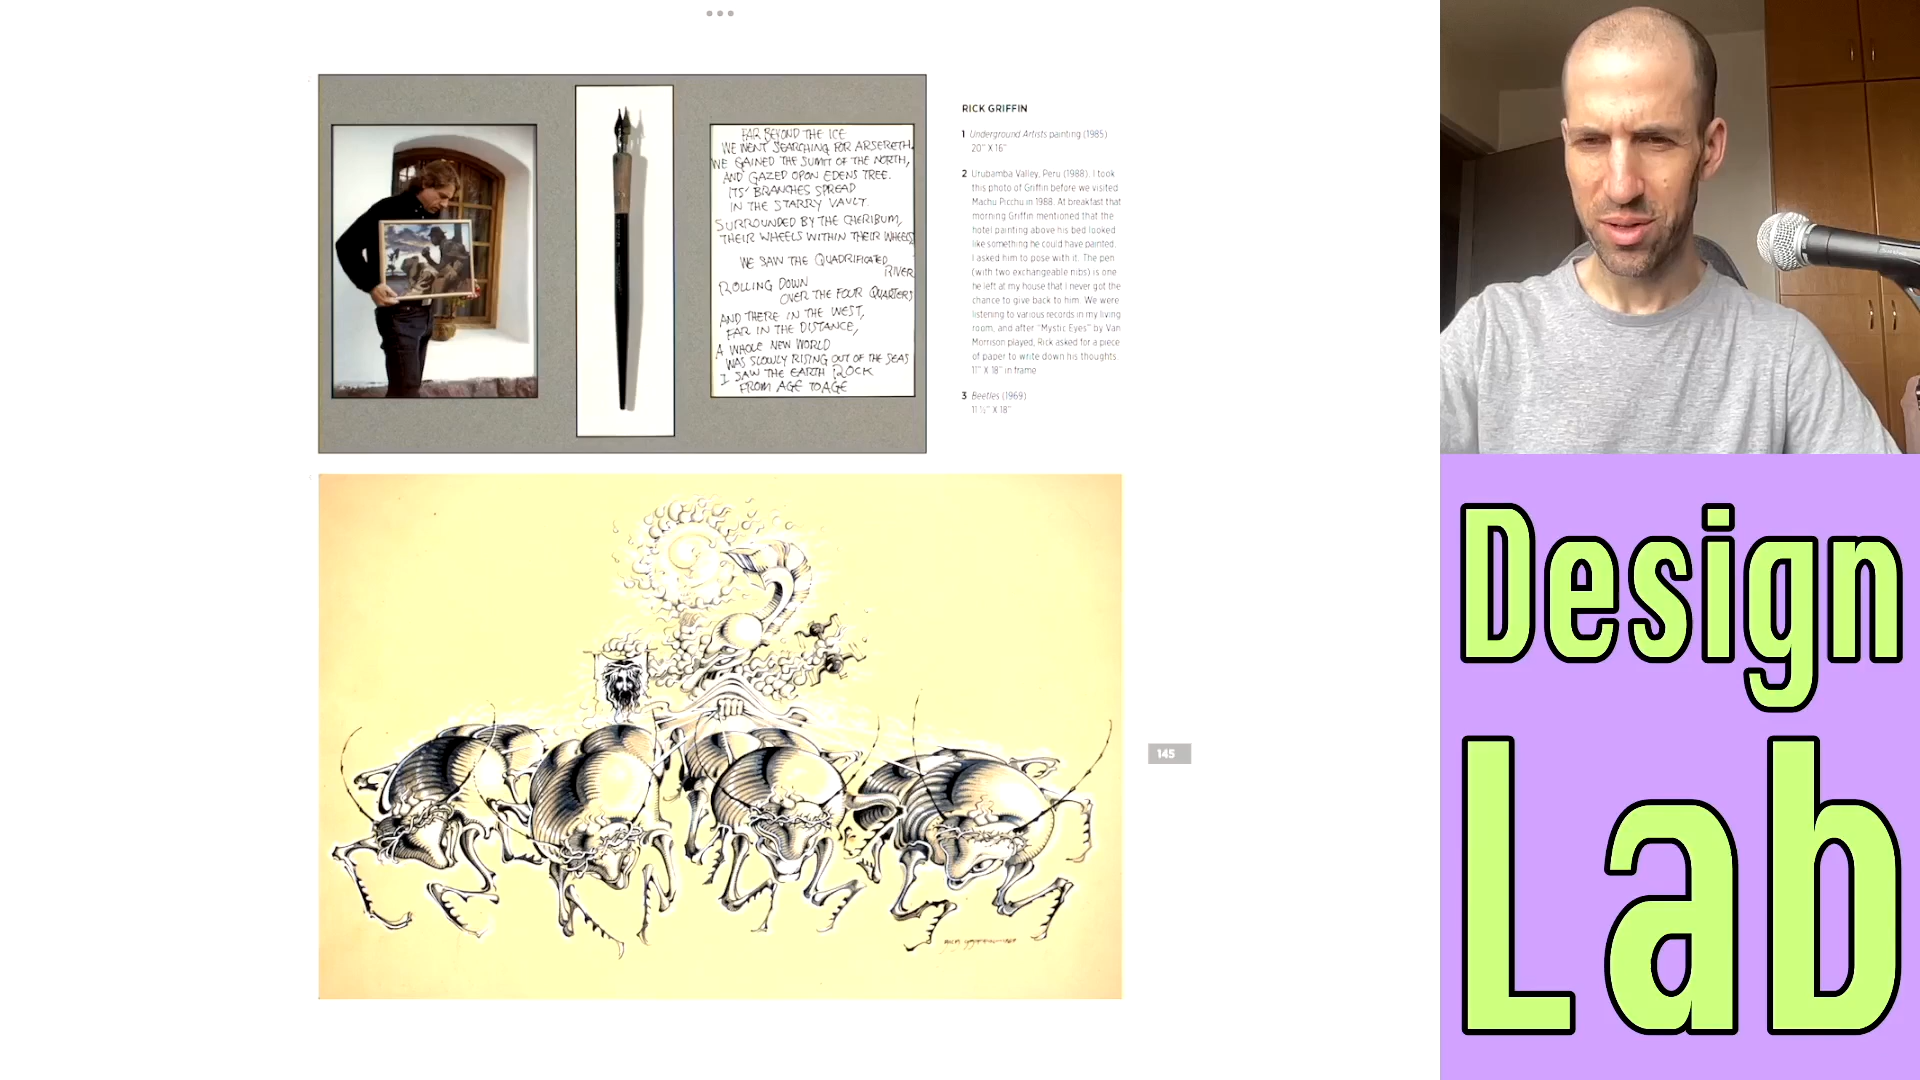 FAR BEYOND THE ICE
WE WENT SEARCHING FOR ARSERETH.
WE GAINED THE SUMIT OF THE NORTH,
AND GAZED OPON EDENS TREE.
ITS' BRANCHES SPREAD
IN THE STARRY VAULT.
SURROUNDED BY THE CHERIBUM,
THEIR WHEELS WITHIN THEIR WHEELS
WE SAW THE QUADRIFICATED
RIVER
ROLLING DOWN
OVER THE FOUR QUARTERS
AND THERE IN THE WEST,
FAR IN THE DISTANCE,
A WHOLE NEW WORLD
WAS SLOWLY RISING OUT OF THE SEAS
I SAW THE EARTH ROCK
FROM AGE TO AGE
RICK GRIFFIN
1 Underground Artists painting (1985)
20" X 16"
2 Urubamba Valley, Peru (1988). I took
this photo of Griffin before we visited
Machu Picchu in 1988. At breakfast that
morning Griffin mentioned that the
hotel painting above his bed looked
like something he could have painted.
I asked him to pose with it. The pen
(with two exchangeable nibs) is one
he left at my house that I never got the
chance to give back to him. We were
listening to various records in my living
room, and after "Mystic Eyes" by Van
Morrison played, Rick asked for a piece
of paper to write down his thoughts.
11" X 18" in frame
3 Beetles (1969)
11 ½" X 18"
145
Design
Lab